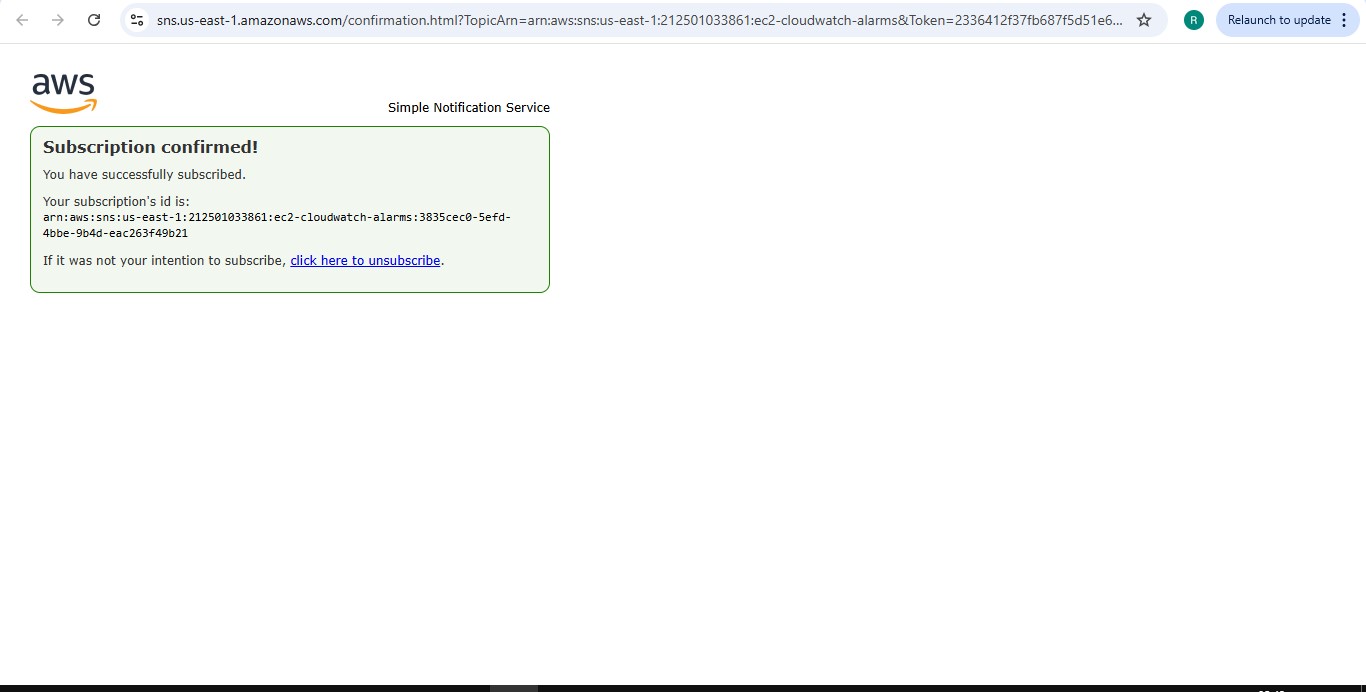 sns.us-east-1.amazonaws.com/confirmation.html?TopicArn=arn:aws:sns:us-east-1:212501033861:ec2-cloudwatch-alarms&Token=2336412f37fb687f5d51e6...
R
Relaunch to update
aws
Simple Notification Service
Subscription confirmed!
You have successfully subscribed.
Your subscription's id is:
arn:aws:sns:us-east-1:212501033861:ec2-cloudwatch-alarms:3835cec0-5efd-
4bbe-9b4d-eac263f49b21
If it was not your intention to subscribe, click here to unsubscribe.